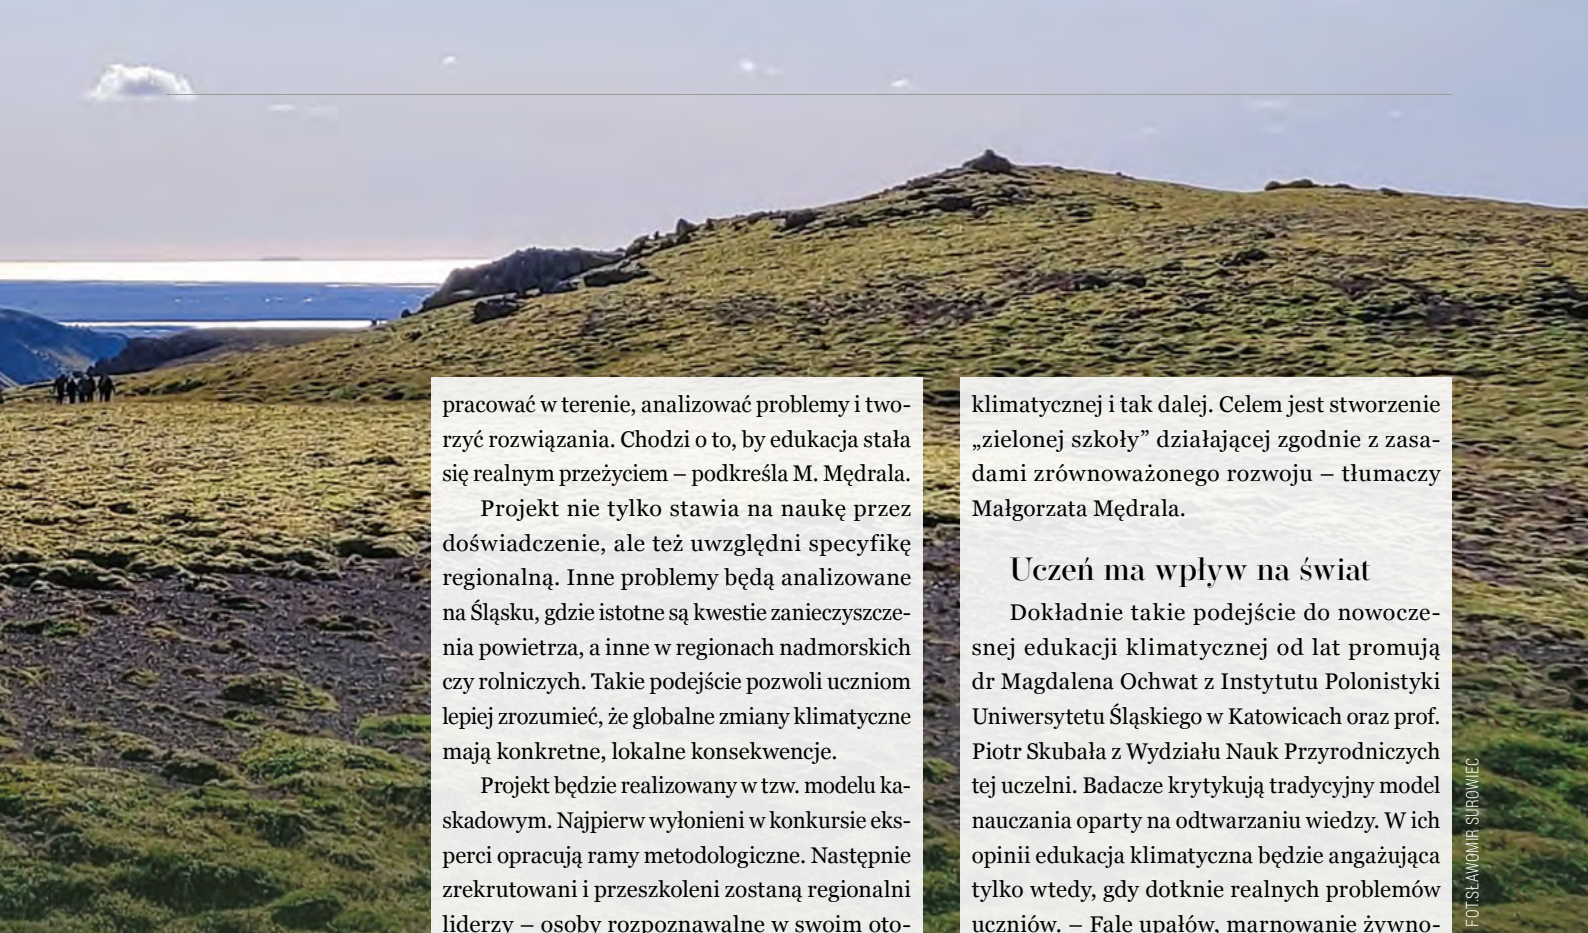 pracować w terenie, analizować problemy i two-
rzyć rozwiązania. Chodzi o to, by edukacja stała
się realnym przeżyciem – podkreśla M. Mędrala.
Projekt nie tylko stawia na naukę przez
doświadczenie, ale też uwzględni specyfikę
regionalną. Inne problemy będą analizowane
na Śląsku, gdzie istotne są kwestie zanieczyszcze-
nia powietrza, a inne w regionach nadmorskich
czy rolniczych. Takie podejście pozwoli uczniom
lepiej zrozumieć, że globalne zmiany klimatyczne
mają konkretne, lokalne konsekwencje.
Projekt będzie realizowany w tzw. modelu ka-
skadowym. Najpierw wyłonieni w konkursie eks-
perci opracują ramy metodologiczne. Następnie
zrekrutowani i przeszkoleni zostaną regionalni
liderzy – osoby rozpoznawalne w swoim oto-
klimatycznej i tak dalej. Celem jest stworzenie
„zielonej szkoły” działającej zgodnie z zasa-
dami zrównoważonego rozwoju – tłumaczy
Małgorzata Mędrala.
Uczeń ma wpływ na świat
Dokładnie takie podejście do nowocze-
snej edukacji klimatycznej od lat promują
dr Magdalena Ochwat z Instytutu Polonistyki
Uniwersytetu Śląskiego w Katowicach oraz prof.
Piotr Skubała z Wydziału Nauk Przyrodniczych
tej uczelni. Badacze krytykują tradycyjny model
nauczania oparty na odtwarzaniu wiedzy. W ich
opinii edukacja klimatyczna będzie angażująca
tylko wtedy, gdy dotknie realnych problemów
uczniów. – Fale upałów, marnowanie żywno-
FOT.SŁAWOMIR SUROWIEC